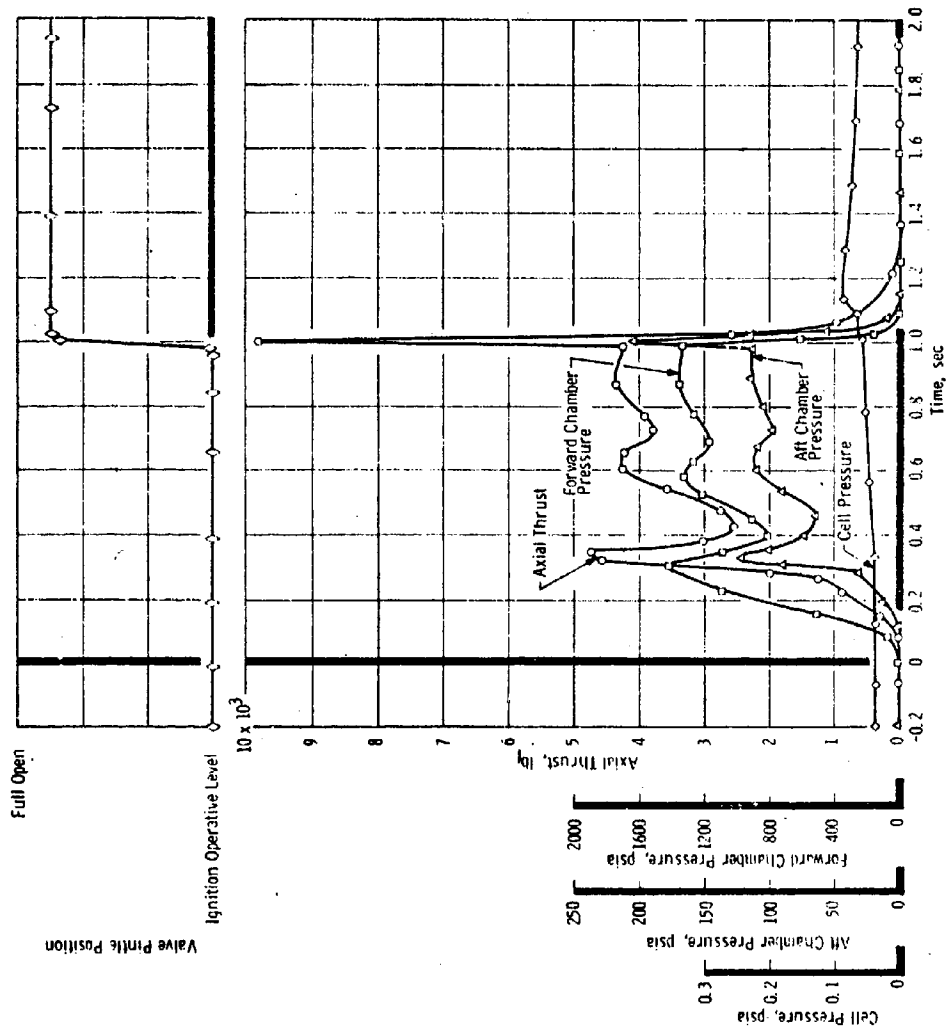 Full Open
Ignition Operative Level
Valve Pintle Position
10 x 10³
9
8
7
6
5
4
3
2
1
0
Axial Thrust, lbf
2000
1600
1200
800
400
0
Forward Chamber Pressure, psia
250
200
150
100
50
0
Aft Chamber Pressure, psia
0.3
0.2
0.1
0
Cell Pressure, psia
Axial Thrust
Forward Chamber
Pressure
Aft Chamber
Pressure
Cell Pressure
-0.2
0
0.2
0.4
0.6
0.8
1.0
1.2
1.4
1.6
1.8
2.0
Time, sec